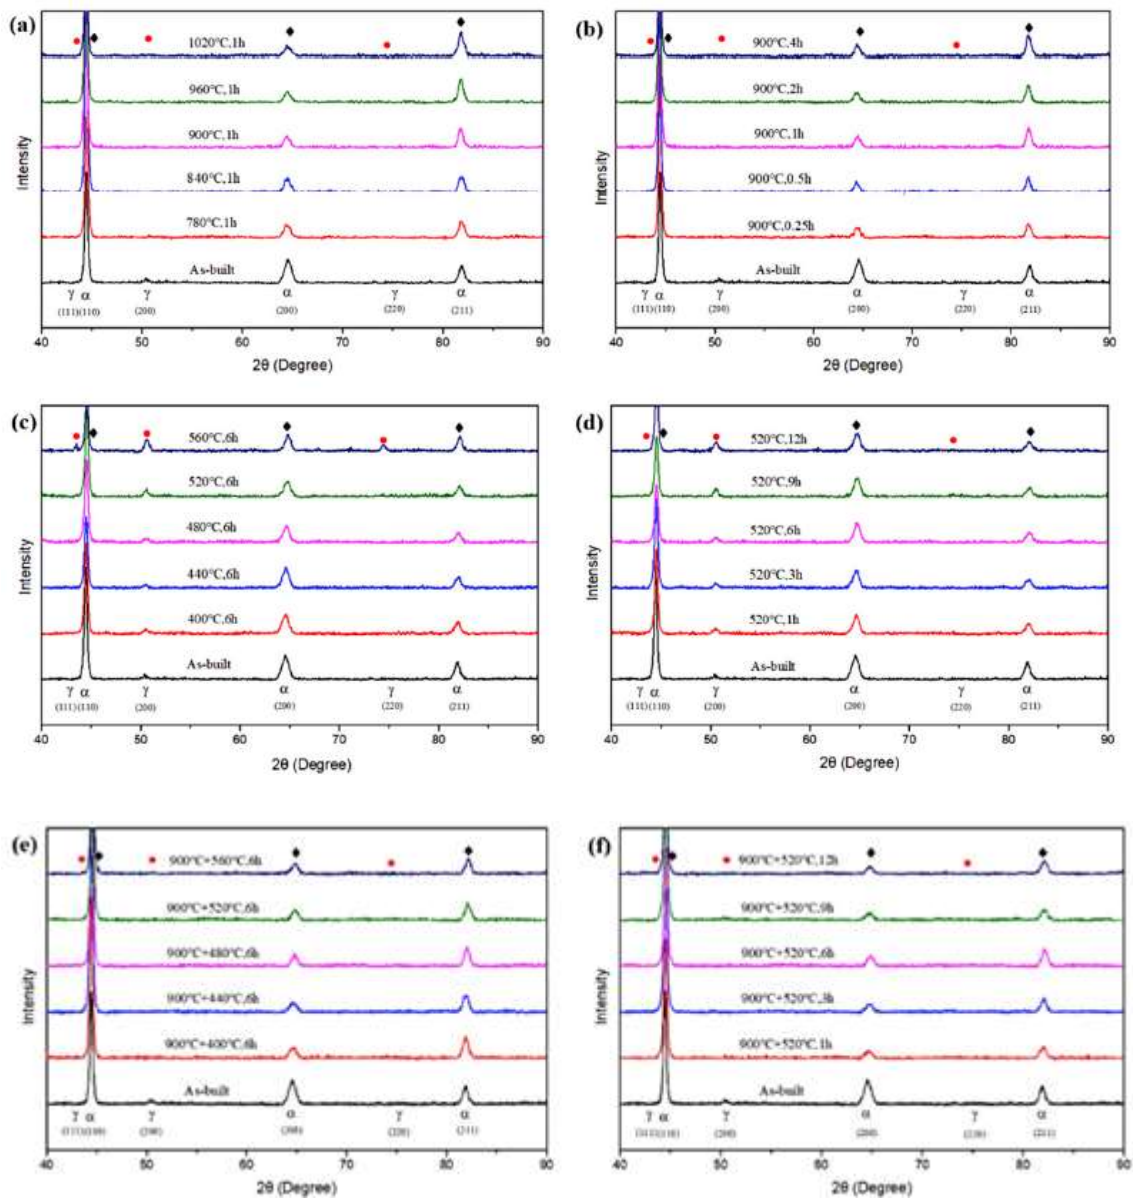 (a)
1020°C,1h
960°C,1h
900°C,1h
840°C,1h
780°C,1h
As-built
γ α γ α γ α
(111)(110) (200) (200) (220) (211)
40 50 60 70 80 90
2θ (Degree)
Intensity
(b)
900°C,4h
900°C,2h
900°C,1h
900°C,0.5h
900°C,0.25h
As-built
γ α γ α γ α
(111)(110) (200) (200) (220) (211)
40 50 60 70 80 90
2θ (Degree)
Intensity
(c)
560°C,6h
520°C,6h
480°C,6h
440°C,6h
400°C,6h
As-built
γ α γ α γ α
(111)(110) (200) (200) (220) (211)
40 50 60 70 80 90
2θ (Degree)
Intensity
(d)
520°C,12h
520°C,9h
520°C,6h
520°C,3h
520°C,1h
As-built
γ α γ α γ α
(111)(110) (200) (200) (220) (211)
40 50 60 70 80 90
2θ (Degree)
Intensity
(e)
900°C+560°C,6h
900°C+520°C,6h
900°C+480°C,6h
900°C+440°C,6h
900°C+400°C,6h
As-built
γ α γ α γ α
(211)
40 50 60 70 80 90
2θ (Degree)
Intensity
(f)
900°C+520°C,12h
900°C+520°C,9h
900°C+520°C,6h
900°C+520°C,3h
900°C+520°C,1h
As-built
γ α γ α γ α
(200) (200) (211)
40 50 60 70 80 90
2θ (Degree)
Intensity